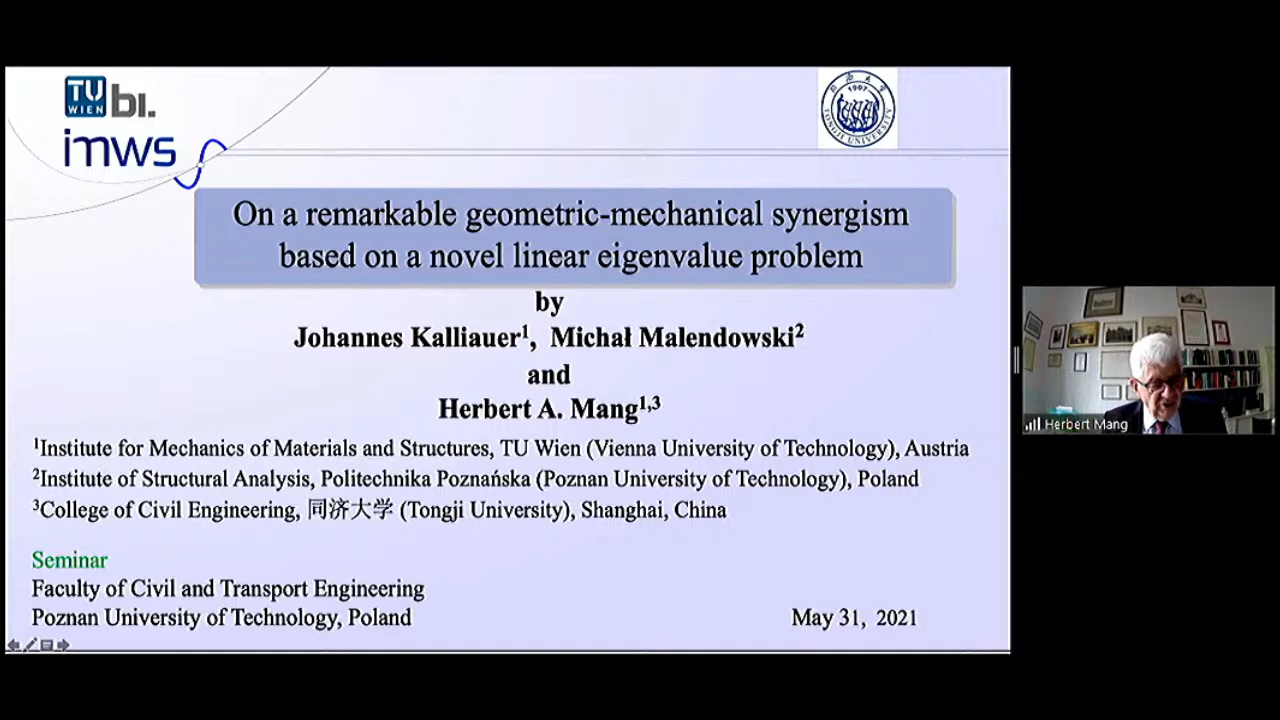 TU
WIEN
bi.
imws
1907
TONGJI UNIVERSITY
On a remarkable geometric-mechanical synergism
based on a novel linear eigenvalue problem
by
Johannes Kalliauer¹, Michał Malendowski²
and
Herbert A. Mang¹,³
¹Institute for Mechanics of Materials and Structures, TU Wien (Vienna University of Technology), Austria
²Institute of Structural Analysis, Politechnika Poznańska (Poznan University of Technology), Poland
³College of Civil Engineering, 同济大学 (Tongji University), Shanghai, China
Seminar
Faculty of Civil and Transport Engineering
Poznan University of Technology, Poland
May 31, 2021
Herbert Mang